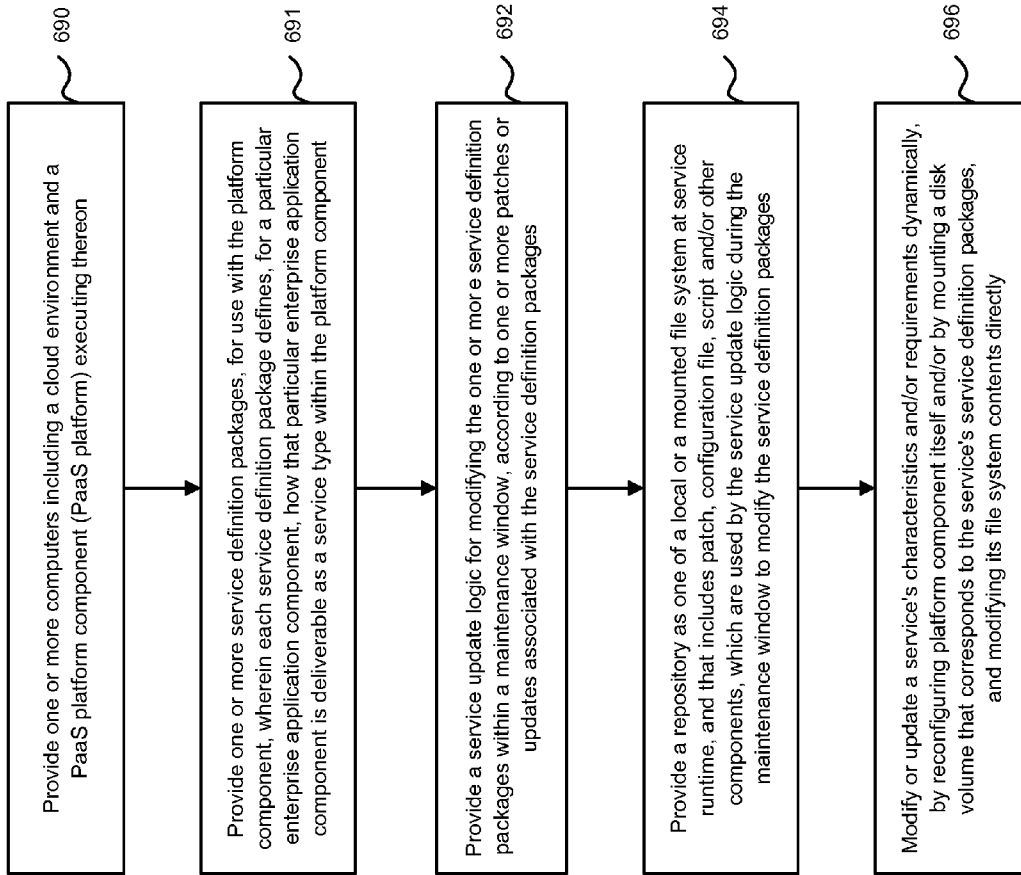 Provide one or more computers including a cloud environment and a
PaaS platform component (PaaS platform) executing thereon
690
Provide one or more service definition packages, for use with the platform
component, wherein each service definition package defines, for a particular
enterprise application component, how that particular enterprise application
component is deliverable as a service type within the platform component
691
Provide a service update logic for modifying the one or more service definition
packages within a maintenance window, according to one or more patches or
updates associated with the service definition packages
692
Provide a repository as one of a local or a mounted file system at service
runtime, and that includes patch, configuration file, script and/or other
components, which are used by the service update logic during the
maintenance window to modify the service definition packages
694
Modify or update a service's characteristics and/or requirements dynamically,
by reconfiguring platform component itself and/or by mounting a disk
volume that corresponds to the service's service definition packages,
and modifying its file system contents directly
696